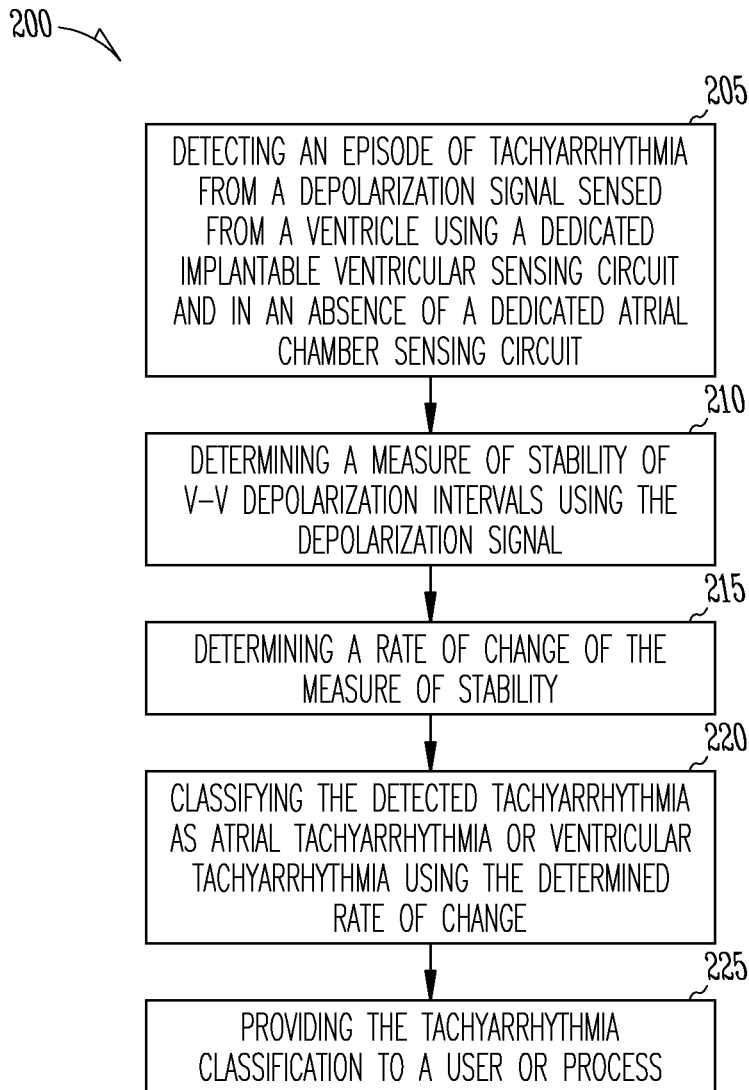 200
205
DETECTING AN EPISODE OF TACHYARRHYTHMIA
FROM A DEPOLARIZATION SIGNAL SENSED
FROM A VENTRICLE USING A DEDICATED
IMPLANTABLE VENTRICULAR SENSING CIRCUIT
AND IN AN ABSENCE OF A DEDICATED ATRIAL
CHAMBER SENSING CIRCUIT
210
DETERMINING A MEASURE OF STABILITY OF
V–V DEPOLARIZATION INTERVALS USING THE
DEPOLARIZATION SIGNAL
215
DETERMINING A RATE OF CHANGE OF THE
MEASURE OF STABILITY
220
CLASSIFYING THE DETECTED TACHYARRHYTHMIA
AS ATRIAL TACHYARRHYTHMIA OR VENTRICULAR
TACHYARRHYTHMIA USING THE DETERMINED
RATE OF CHANGE
225
PROVIDING THE TACHYARRHYTHMIA
CLASSIFICATION TO A USER OR PROCESS